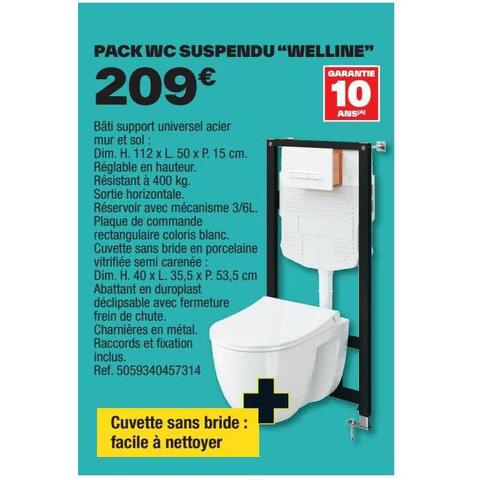 PACK WC SUSPENDU “WELLINE”
209€
GARANTIE
10
ANS(A)
Bâti support universel acier
mur et sol :
Dim. H. 112 x L. 50 x P. 15 cm.
Réglable en hauteur.
Résistant à 400 kg.
Sortie horizontale.
Réservoir avec mécanisme 3/6L.
Plaque de commande
rectangulaire coloris blanc.
Cuvette sans bride en porcelaine
vitrifiée semi carenée :
Dim. H. 40 x L. 35,5 x P. 53,5 cm
Abattant en duroplast
déclipsable avec fermeture
frein de chute.
Charnières en métal.
Raccords et fixation
inclus.
Ref. 5059340457314
Cuvette sans bride :
facile à nettoyer